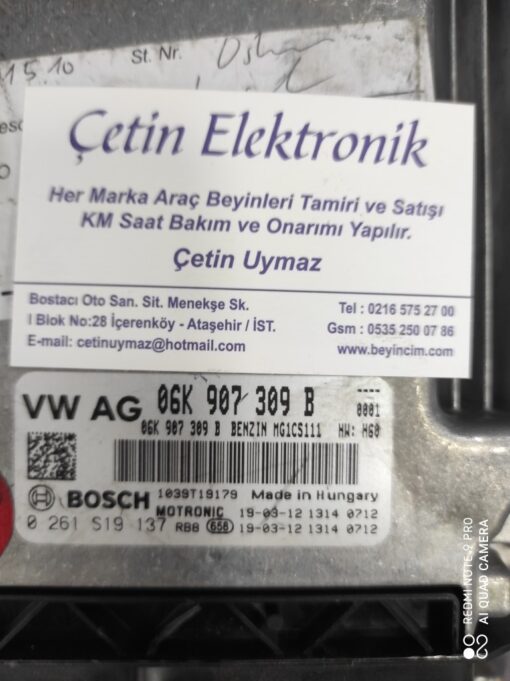 15.10 St. Nr.
Çetin Elektronik
Her Marka Araç Beyinleri Tamiri ve Satışı
KM Saat Bakım ve Onarımı Yapılır.
Çetin Uymaz
Bostacı Oto San. Sit. Menekşe Sk.
I Blok No:28 İçerenköy - Ataşehir / İST.
E-mail: cetinuymaz@hotmail.com
Tel : 0216 575 27 00
Gsm : 0535 250 07 86
www.beyincim.com
VW AG 06K 907 309 B ----
0001
06K 907 309 B BENZIN MG1CS111 HW: H60
BOSCH 1039T19179 Made in Hungary
MOTRONIC 19-03-12 1314 0712
0 261 S19 137 RB8 658 19-03-12 1314 0712
REDMI NOTE 9 PRO
AI QUAD CAMERA